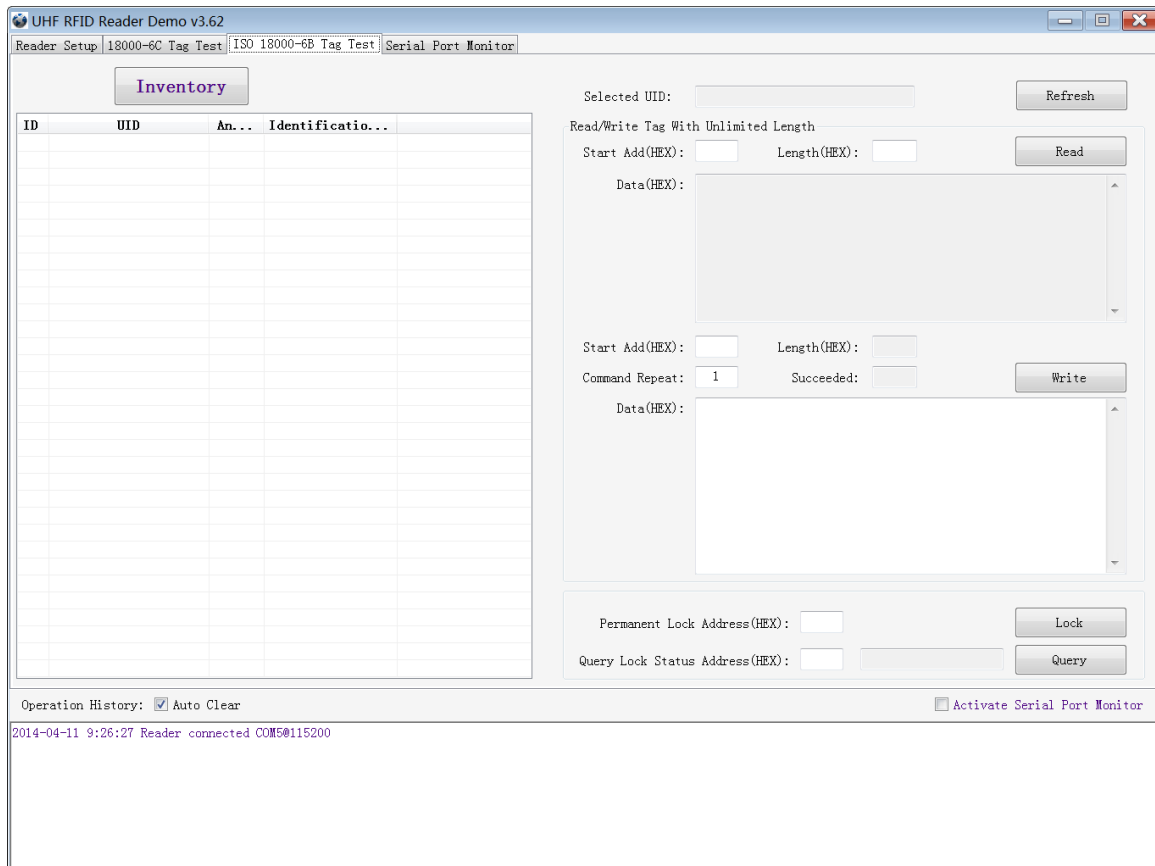 UHF RFID Reader Demo v3.62
Reader Setup 18000-6C Tag Test ISO 18000-6B Tag Test Serial Port Monitor
Inventory
ID UID An... Identificatio...
Selected UID: Refresh
Read/Write Tag With Unlimited Length
Start Add(HEX): Length(HEX): Read
Data(HEX):
Start Add(HEX): Length(HEX):
Command Repeat: 1 Succeeded: Write
Data(HEX):
Permanent Lock Address(HEX): Lock
Query Lock Status Address(HEX): Query
Operation History: Auto Clear Activate Serial Port Monitor
2014-04-11 9:26:27 Reader connected COM5@115200